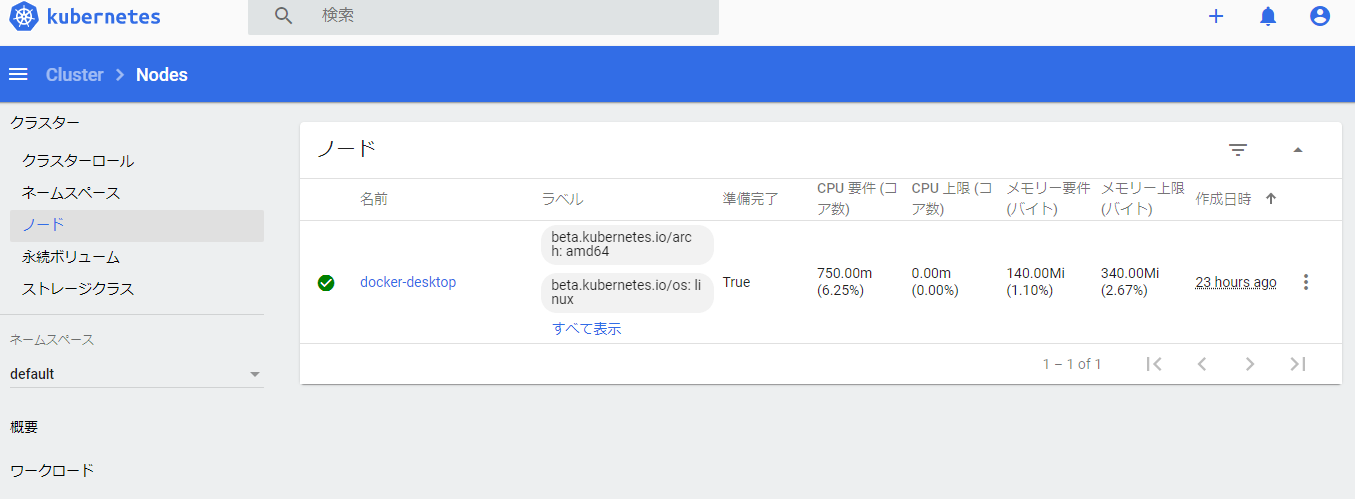 kubernetes
検索
Cluster
Nodes
クラスター
クラスターロール
ネームスペース
ノード
永続ボリューム
ストレージクラス
ネームスペース
default
概要
ワークロード
ノード
名前
ラベル
準備完了
CPU 要件 (コ
ア数)
CPU 上限 (コ
ア数)
メモリー要件
(バイト)
メモリー上限
(バイト)
作成日時
docker-desktop
beta.kubernetes.io/arc
h: amd64
beta.kubernetes.io/os: li
nux
すべて表示
True
750.00m
(6.25%)
0.00m
(0.00%)
140.00Mi
(1.10%)
340.00Mi
(2.67%)
23 hours ago
1 – 1 of 1